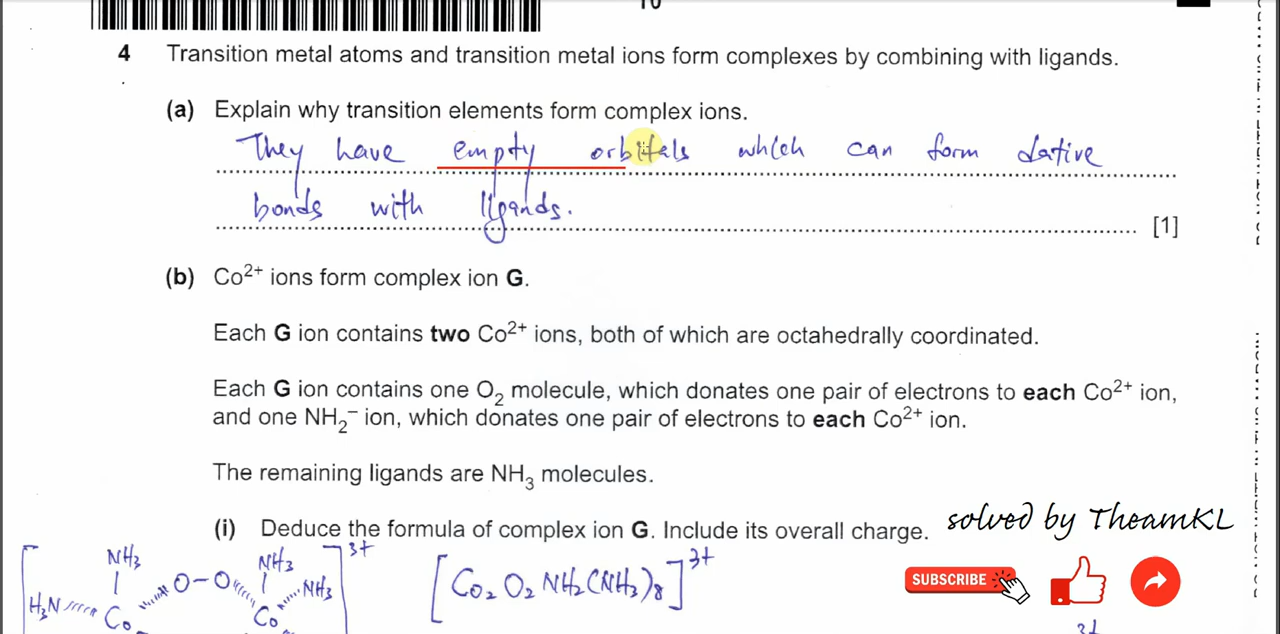 10
4 Transition metal atoms and transition metal ions form complexes by combining with ligands.
(a) Explain why transition elements form complex ions.
They have empty orbitals which can form dative
bonds with ligands.
[1]
(b) Co²⁺ ions form complex ion G.
Each G ion contains two Co²⁺ ions, both of which are octahedrally coordinated.
Each G ion contains one O₂ molecule, which donates one pair of electrons to each Co²⁺ ion,
and one NH₂⁻ ion, which donates one pair of electrons to each Co²⁺ ion.
The remaining ligands are NH₃ molecules.
(i) Deduce the formula of complex ion G. Include its overall charge.
solved by TheamKL
NH₃ NH₃ 3+
H₃N Co O-O Co NH₃
[Co₂ O₂ NH₂(NH₃)₈]³⁺
SUBSCRIBE
3+